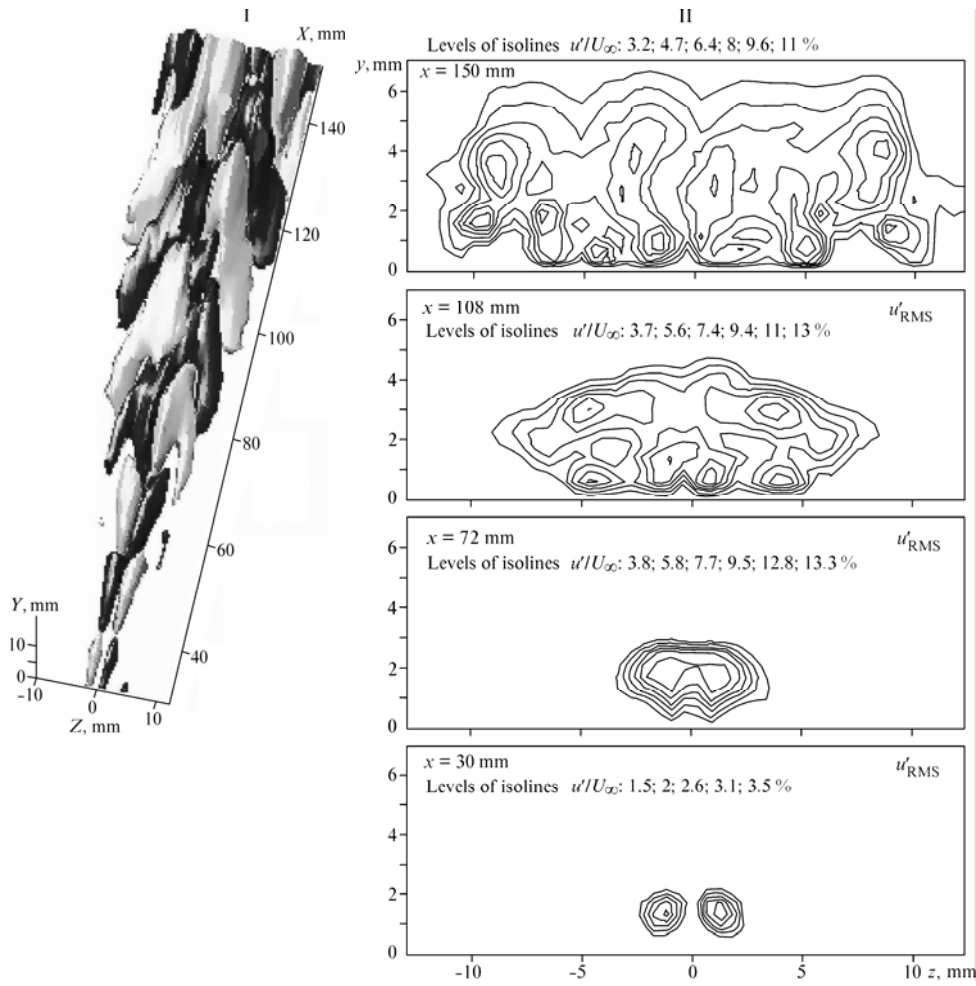 I
X, mm
140
120
100
80
60
40
Y, mm
10
0
-10
0
10
Z, mm
II
Levels of isolines u′/U∞: 3.2; 4.7; 6.4; 8; 9.6; 11 %
y, mm
x = 150 mm
6
4
2
0
x = 108 mm
u′RMS
Levels of isolines u′/U∞: 3.7; 5.6; 7.4; 9.4; 11; 13 %
6
4
2
0
x = 72 mm
u′RMS
Levels of isolines u′/U∞: 3.8; 5.8; 7.7; 9.5; 12.8; 13.3 %
6
4
2
0
x = 30 mm
u′RMS
Levels of isolines u′/U∞: 1.5; 2; 2.6; 3.1; 3.5 %
6
4
2
0
−10 −5 0 5 10 z, mm